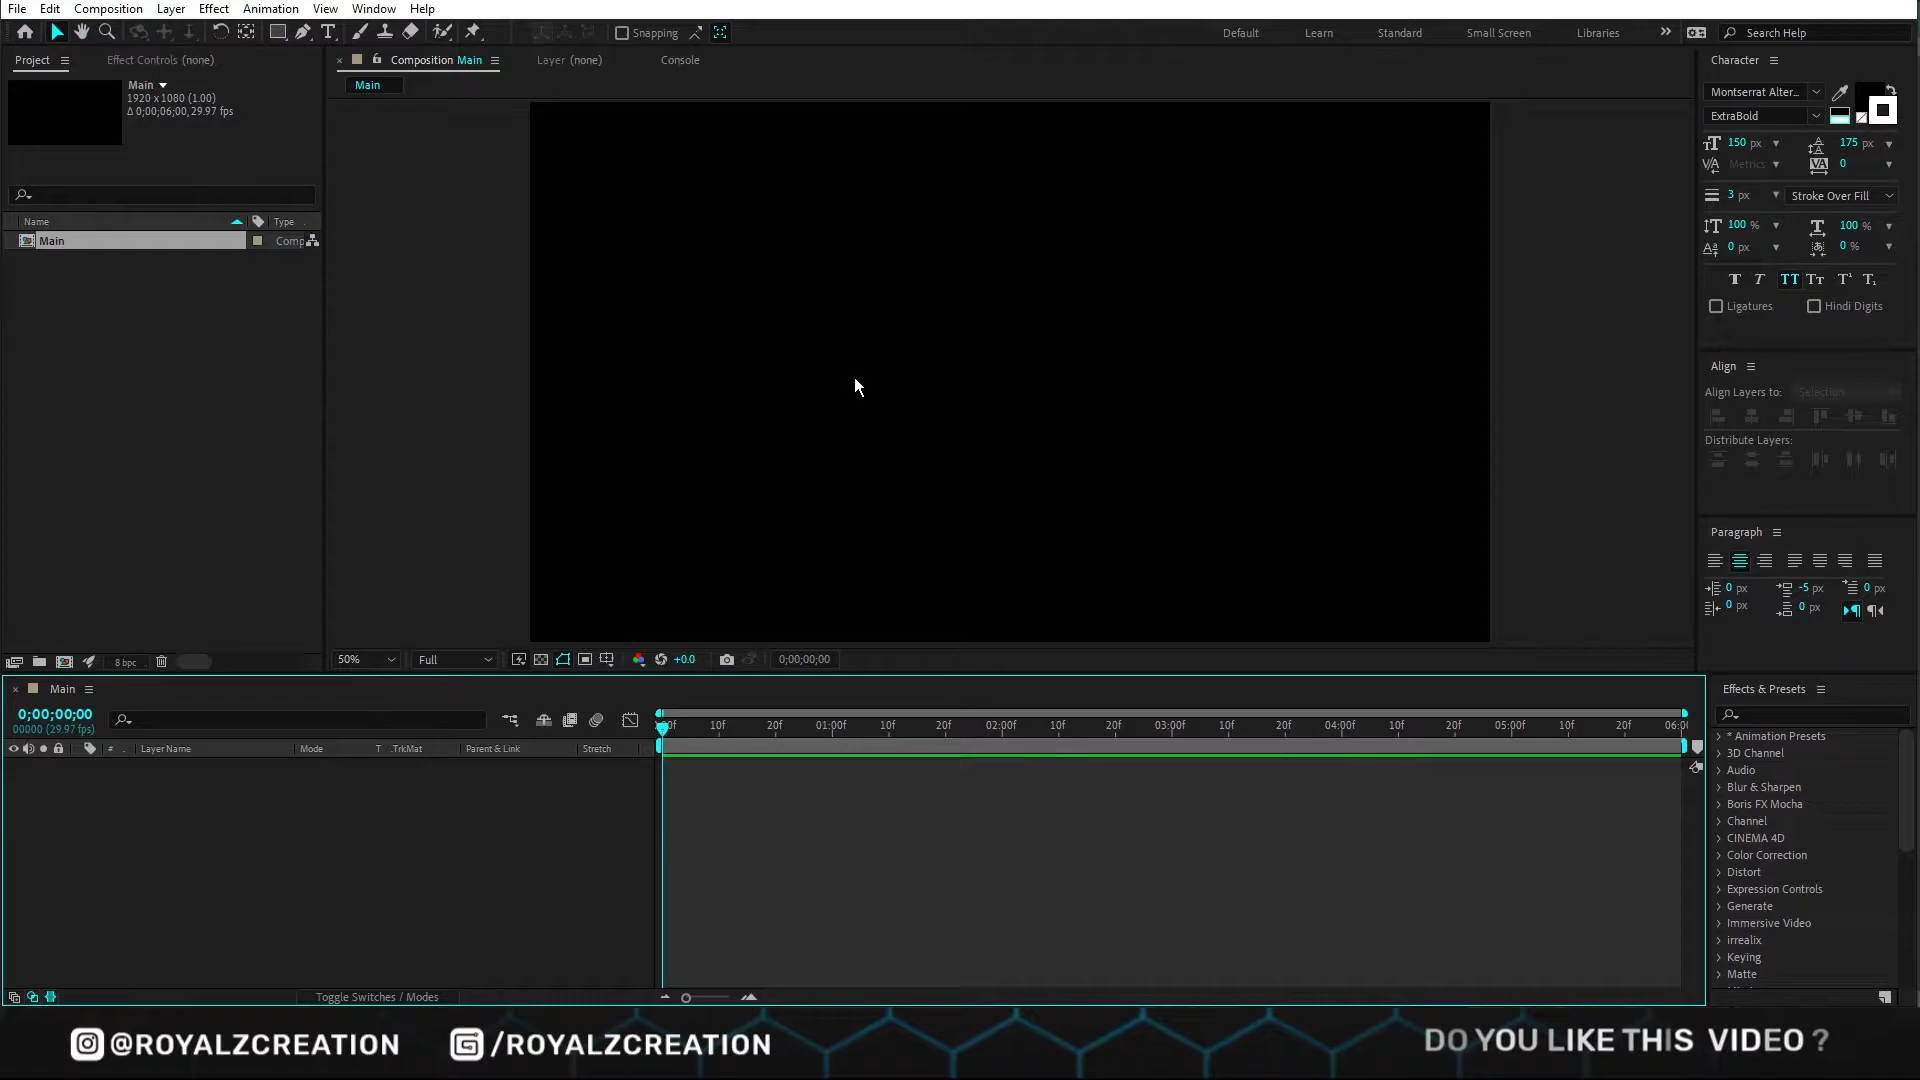 File Edit Composition Layer Effect Animation View Window Help
Snapping
Default Learn Standard Small Screen Libraries
Search Help
Project
Effect Controls (none)
Composition Main
Layer (none)
Console
Main
1920 x 1080 (1.00)
Δ 0;00;06;00, 29.97 fps
Main
Name Type
Main Comp
8 bpc
50% Full +0.0 0;00;00;00
Character
Montserrat Alter...
ExtraBold
150 px 175 px
Metrics 0
3 px Stroke Over Fill
100 % 100 %
0 px 0 %
Ligatures Hindi Digits
Align
Align Layers to: Selection
Distribute Layers:
Paragraph
0 px -5 px 0 px
0 px 0 px
Main
0;00;00;00
00000 (29.97 fps)
# Layer Name Mode T .TrkMat Parent & Link Stretch
10f 20f 01:00f 10f 20f 02:00f 10f 20f 03:00f 10f 20f 04:00f 10f 20f 05:00f 10f 20f
Toggle Switches / Modes
Effects & Presets
* Animation Presets
3D Channel
Audio
Blur & Sharpen
Boris FX Mocha
Channel
CINEMA 4D
Color Correction
Distort
Expression Controls
Generate
Immersive Video
irrealix
Keying
Matte
@ROYALZCREATION /ROYALZCREATION
DO YOU LIKE THIS VIDEO ?